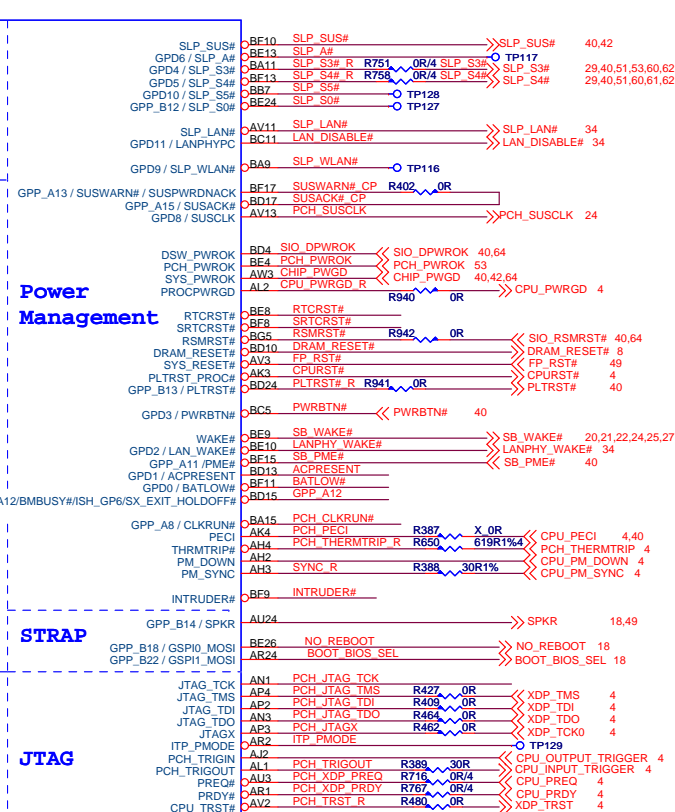 SLP_SUS# BF10 SLP_SUS# SLP_SUS# 40,42
GPD6 / SLP_A# BE13 SLP_A# TP117
GPD4 / SLP_S3# BA11 SLP_S3#_R R751 0R/4 SLP_S3# SLP_S3# 29,40,51,53,60,62
GPD5 / SLP_S4# BF13 SLP_S4#_R R758 0R/4 SLP_S4# SLP_S4# 29,40,51,60,61,62
GPD10 / SLP_S5# BB7 SLP_S5# TP128
GPP_B12 / SLP_S0# BE24 SLP_S0# TP127
SLP_LAN# AV11 SLP_LAN# SLP_LAN# 34
GPD11 / LANPHYPC BC11 LAN_DISABLE# LAN_DISABLE# 34
GPD9 / SLP_WLAN# BA9 SLP_WLAN# TP116
GPP_A13 / SUSWARN# / SUSPWRDNACK BF17 SUSWARN#_CP R402 0R
GPP_A15 / SUSACK# BD17 SUSACK#_CP
GPD8 / SUSCLK AV13 PCH_SUSCLK PCH_SUSCLK 24
DSW_PWROK BD4 SIO_DPWROK SIO_DPWROK 40,64
PCH_PWROK BE4 PCH_PWROK PCH_PWROK 53
SYS_PWROK AW3 CHIP_PWGD CHIP_PWGD 40,42,64
PROCPWRGD AL2 CPU_PWRGD_R R940 0R CPU_PWRGD 4
Power
Management
RTCRST# BE8 RTCRST#
SRTCRST# BF8 SRTCRST#
RSMRST# BG5 R942 0R SIO_RSMRST# 40,64
DRAM_RESET# BD10 DRAM_RESET# DRAM_RESET# 8
SYS_RESET# AV3 FP_RST# FP_RST# 49
PLTRST_PROC# AK3 CPURST# CPURST# 4
GPP_B13 / PLTRST# BD24 PLTRST#_R R941 0R PLTRST# 40
GPD3 / PWRBTN# BC5 PWRBTN# PWRBTN# 40
WAKE# BE9 SB_WAKE# SB_WAKE# 20,21,22,24,25,27
GPD2 / LAN_WAKE# BE10 LANPHY_WAKE# LANPHY_WAKE# 34
GPP_A11 /PME# BF15 SB_PME# SB_PME# 40
GPD1 / ACPRESENT BD13 ACPRESENT
GPD0 / BATLOW# BF11 BATLOW#
A12/BMBUSY#/ISH_GP6/SX_EXIT_HOLDOFF# BD15 GPP_A12
GPP_A8 / CLKRUN# BA15 PCH_CLKRUN#
PECI AK4 PCH_PECI R387 X_0R CPU_PECI 4,40
THRMTRIP# AH4 PCH_THERMTRIP_R R650 619R1%4 PCH_THERMTRIP 4
PM_DOWN AH2 CPU_PM_DOWN 4
PM_SYNC AH3 SYNC_R R388 30R1% CPU_PM_SYNC 4
INTRUDER# BF9 INTRUDER#
STRAP
GPP_B14 / SPKR AU24 SPKR 18,49
GPP_B18 / GSPI0_MOSI BE26 NO_REBOOT NO_REBOOT 18
GPP_B22 / GSPI1_MOSI AR24 BOOT_BIOS_SEL BOOT_BIOS_SEL 18
JTAG
JTAG_TCK AN1 PCH_JTAG_TCK
JTAG_TMS AP4 PCH_JTAG_TMS R427 0R XDP_TMS 4
JTAG_TDI AP2 PCH_JTAG_TDI R409 0R XDP_TDI 4
JTAG_TDO AN3 PCH_JTAG_TDO R464 0R XDP_TDO 4
JTAGX AP3 PCH_JTAGX R462 0R XDP_TCK0 4
ITP_PMODE AR2 ITP_PMODE TP129
PCH_TRIGIN AJ2 CPU_OUTPUT_TRIGGER 4
PCH_TRIGOUT AL1 PCH_TRIGOUT R389 30R CPU_INPUT_TRIGGER 4
PREQ# AU3 PCH_XDP_PREQ R716 0R/4 CPU_PREQ 4
PRDY# AR1 PCH_XDP_PRDY R767 0R/4 CPU_PRDY 4
CPU_TRST# AV2 PCH_TRST_R R480 0R XDP_TRST 4